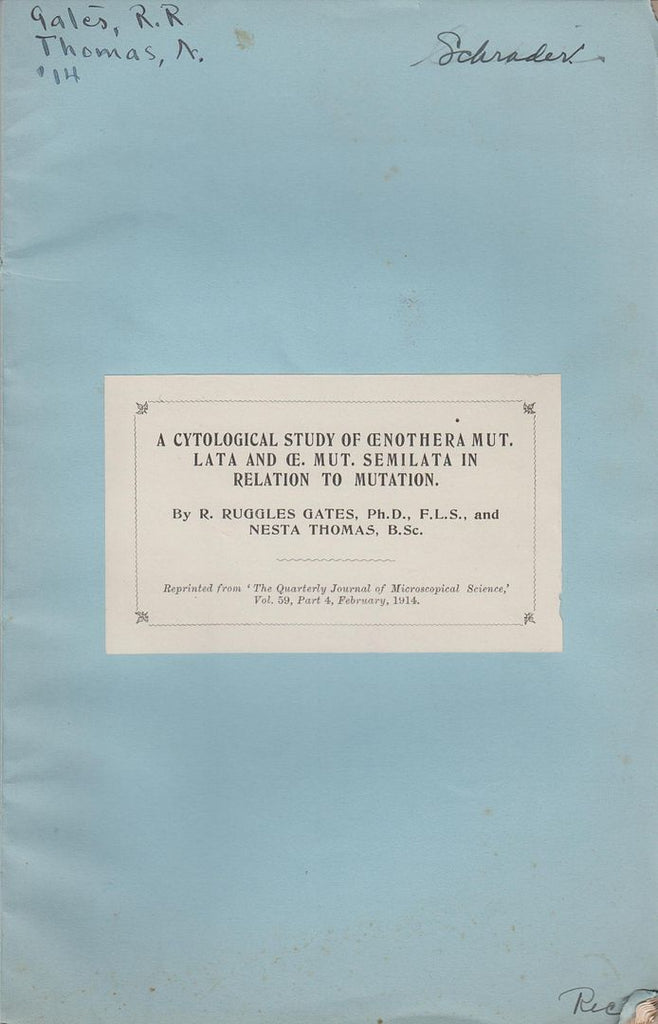 Gates, R.R
Thomas, N.
'14
Schrader
A CYTOLOGICAL STUDY OF ŒNOTHERA MUT.
LATA AND Œ. MUT. SEMILATA IN
RELATION TO MUTATION.
By R. RUGGLES GATES, Ph.D., F.L.S., and
NESTA THOMAS, B.Sc.
Reprinted from ‘The Quarterly Journal of Microscopical Science,’
Vol. 59, Part 4, February, 1914.
Rec